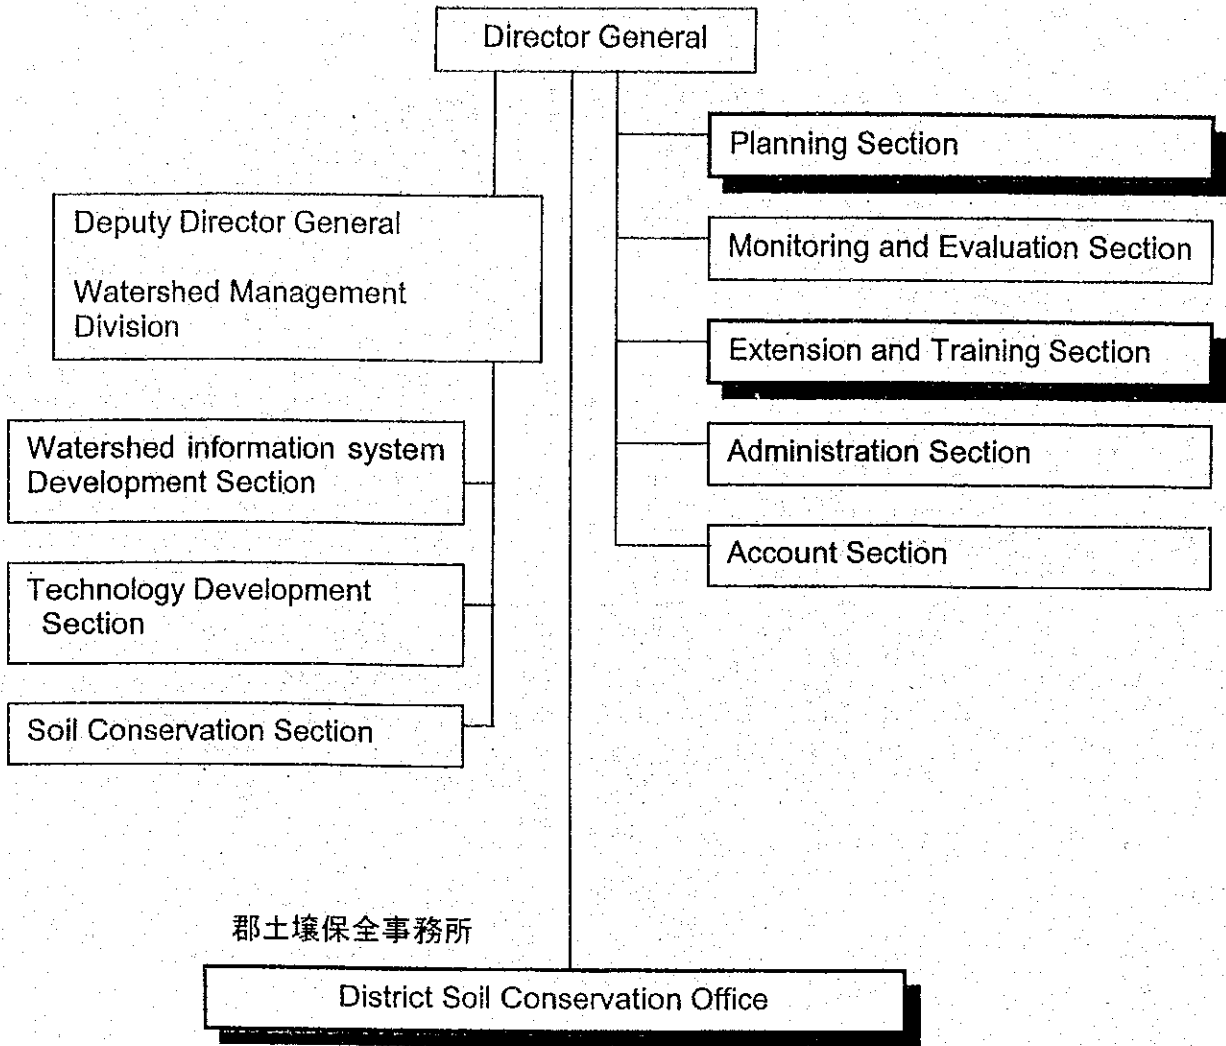 Director General
Planning Section
Deputy Director General
Watershed Management
Division
Monitoring and Evaluation Section
Extension and Training Section
Watershed information system
Development Section
Administration Section
Account Section
Technology Development
Section
Soil Conservation Section
郡土壌保全事務所
District Soil Conservation Office